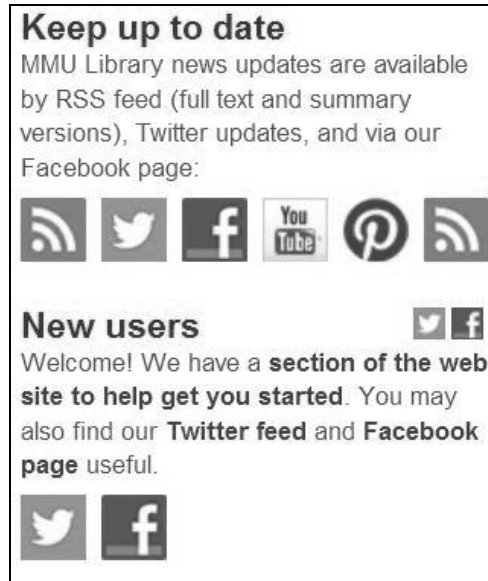 Keep up to date
MMU Library news updates are available
by RSS feed (full text and summary
versions), Twitter updates, and via our
Facebook page:
You
Tube
New users
Welcome! We have a section of the web
site to help get you started. You may
also find our Twitter feed and Facebook
page useful.